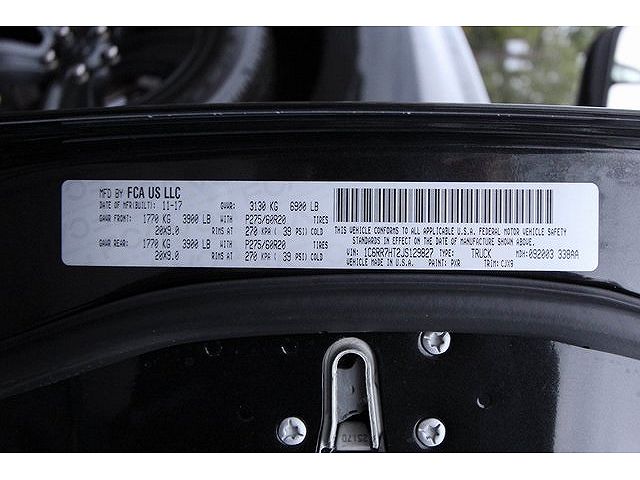 MFD BY FCA US LLC
DATE OF MFR(BUILT): 11-17 GVWR: 3130 KG 6900 LB
GAWR FRONT: 1770 KG 3900 LB WITH P275/60R20 TIRES
20X9.0 RIMS AT 270 KPA ( 39 PSI) COLD
GAWR REAR: 1770 KG 3900 LB WITH P275/60R20 TIRES
20X9.0 RIMS AT 270 KPA ( 39 PSI) COLD
THIS VEHICLE CONFORMS TO ALL APPLICABLE U.S.A. FEDERAL MOTOR VEHICLE SAFETY
STANDARDS IN EFFECT ON THE DATE OF MANUFACTURE SHOWN ABOVE.
VIN: 1C6RR7HT2JS129827 TYPE: TRUCK MDH:092003 338AA
VEHICLE MADE IN U.S.A. PAINT: PXR TRIM: CJX9